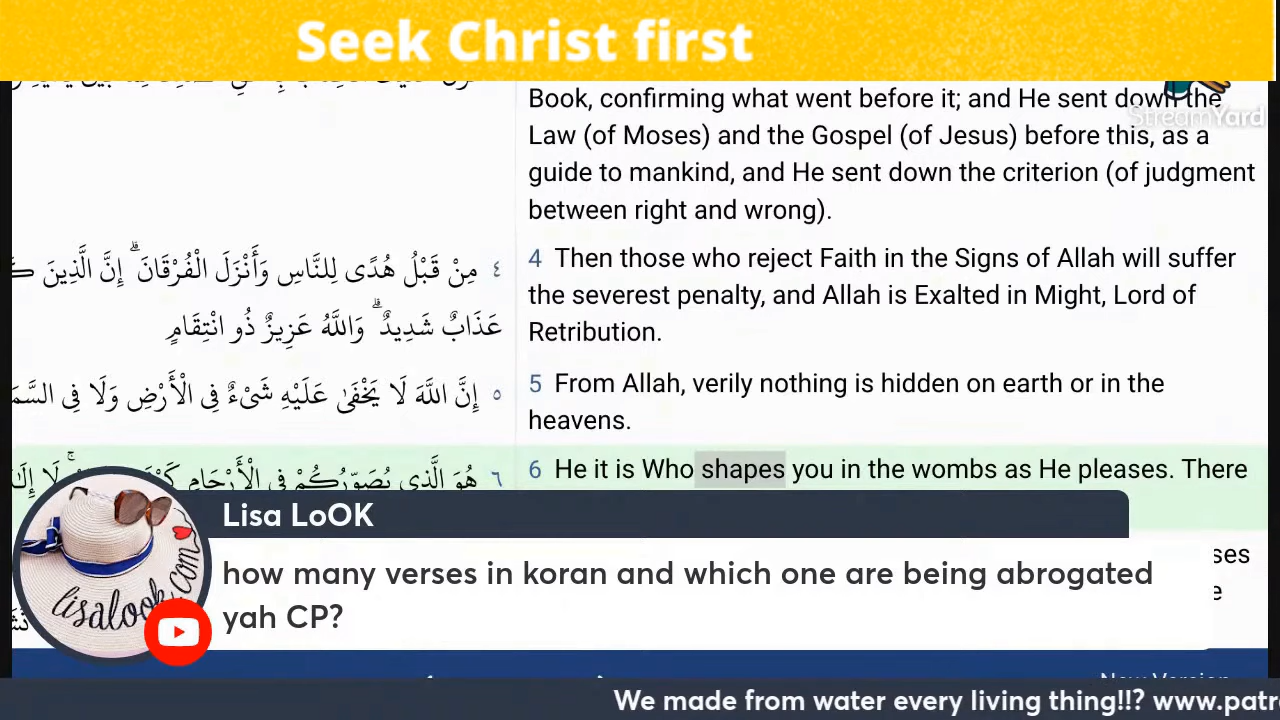 Seek Christ first
StreamYard
Book, confirming what went before it; and He sent down the
Law (of Moses) and the Gospel (of Jesus) before this, as a
guide to mankind, and He sent down the criterion (of judgment
between right and wrong).
٤ مِنْ قَبْلُ هُدًى لِلنَّاسِ وَأَنْزَلَ الْفُرْقَانَ ۗ إِنَّ الَّذِينَ
عَذَابٌ شَدِيدٌ ۗ وَاللَّهُ عَزِيزٌ ذُو انْتِقَامٍ
4 Then those who reject Faith in the Signs of Allah will suffer
the severest penalty, and Allah is Exalted in Might, Lord of
Retribution.
٥ إِنَّ اللَّهَ لَا يَخْفَىٰ عَلَيْهِ شَيْءٌ فِي الْأَرْضِ وَلَا فِي
5 From Allah, verily nothing is hidden on earth or in the
heavens.
٦ هُوَ الَّذِي يُصَوِّرُكُمْ فِي الْأَرْحَامِ
6 He it is Who shapes you in the wombs as He pleases. There
Lisa LoOK
how many verses in koran and which one are being abrogated
yah CP?
lisalook.com
We made from water every living thing!!? www.patr